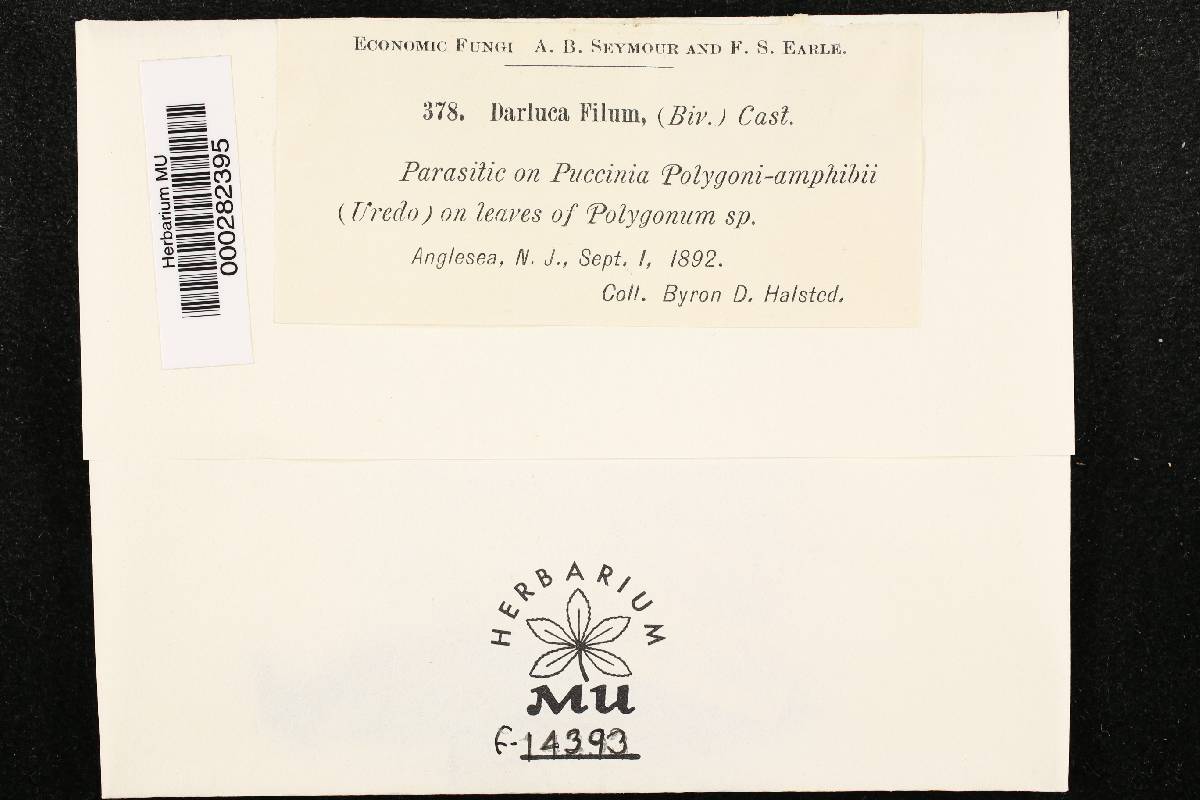 ECONOMIC FUNGI A. B. SEYMOUR AND F. S. EARLE.
378. Darluca Filum, (Biv.) Cast.
Parasitic on Puccinia Polygoni-amphibii
(Uredo) on leaves of Polygonum sp.
Anglesea, N. J., Sept. 1, 1892.
Coll. Byron D. Halsted.
Herbarium MU
000282395
HERBARIUM
MU
F-14393